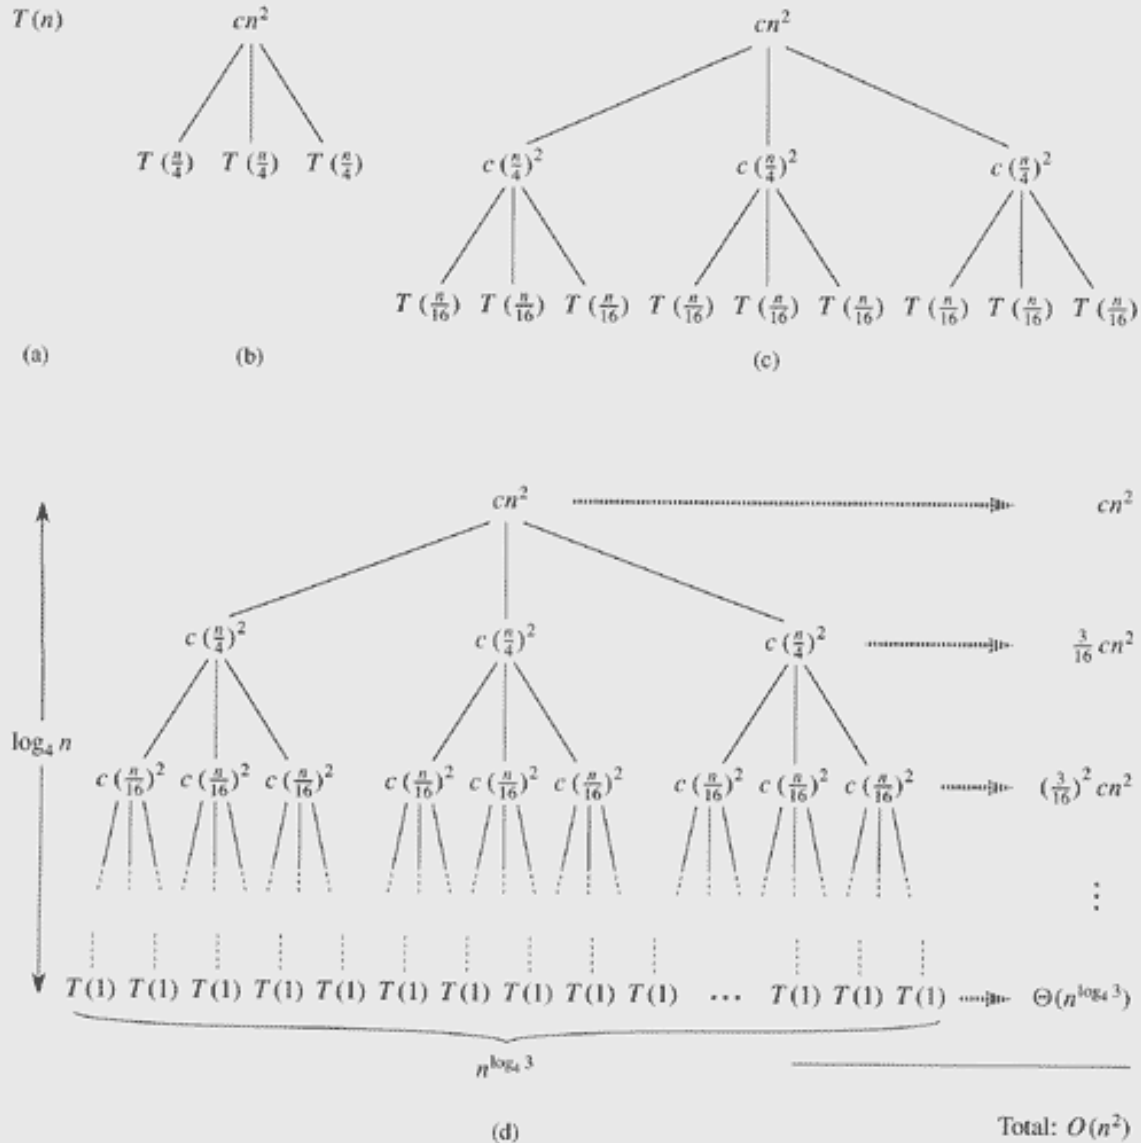 T(n) cn² cn²
T(n/4) T(n/4) T(n/4) c(n/4)² c(n/4)² c(n/4)²
T(n/16) T(n/16) T(n/16) T(n/16) T(n/16) T(n/16) T(n/16) T(n/16) T(n/16)
(a) (b) (c)
cn² cn²
c(n/4)² c(n/4)² c(n/4)² 3/16 cn²
log₄ n
c(n/16)² c(n/16)² c(n/16)² c(n/16)² c(n/16)² c(n/16)² c(n/16)² c(n/16)² c(n/16)² (3/16)² cn²
⋮
T(1) T(1) T(1) T(1) T(1) T(1) T(1) T(1) T(1) T(1) … T(1) T(1) T(1) Θ(n^(log₄ 3))
n^(log₄ 3)
(d) Total: O(n²)